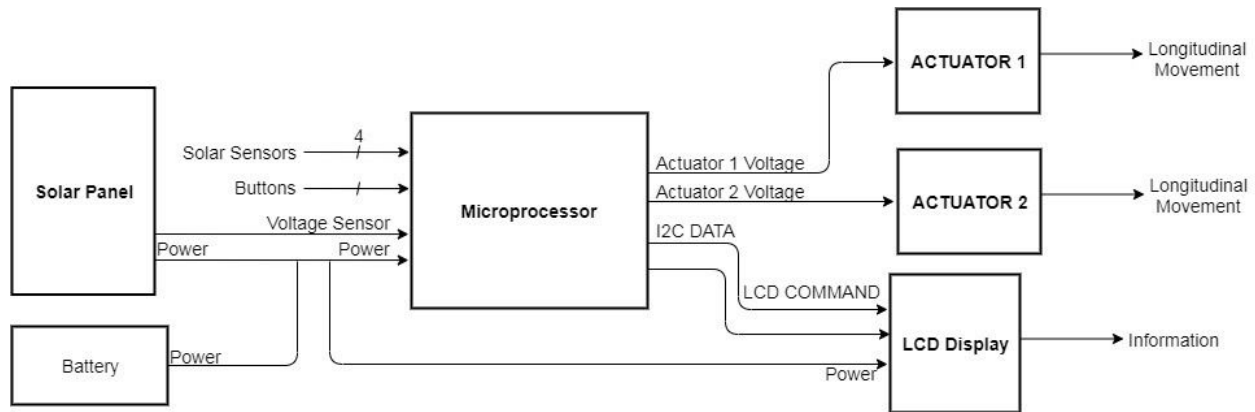 ACTUATOR 1
Longitudinal
Movement
Solar Panel
4
Solar Sensors
Buttons
Voltage Sensor
Power
Power
Microprocessor
Actuator 1 Voltage
Actuator 2 Voltage
I2C DATA
LCD COMMAND
ACTUATOR 2
Longitudinal
Movement
Battery
Power
Power
LCD Display
Information